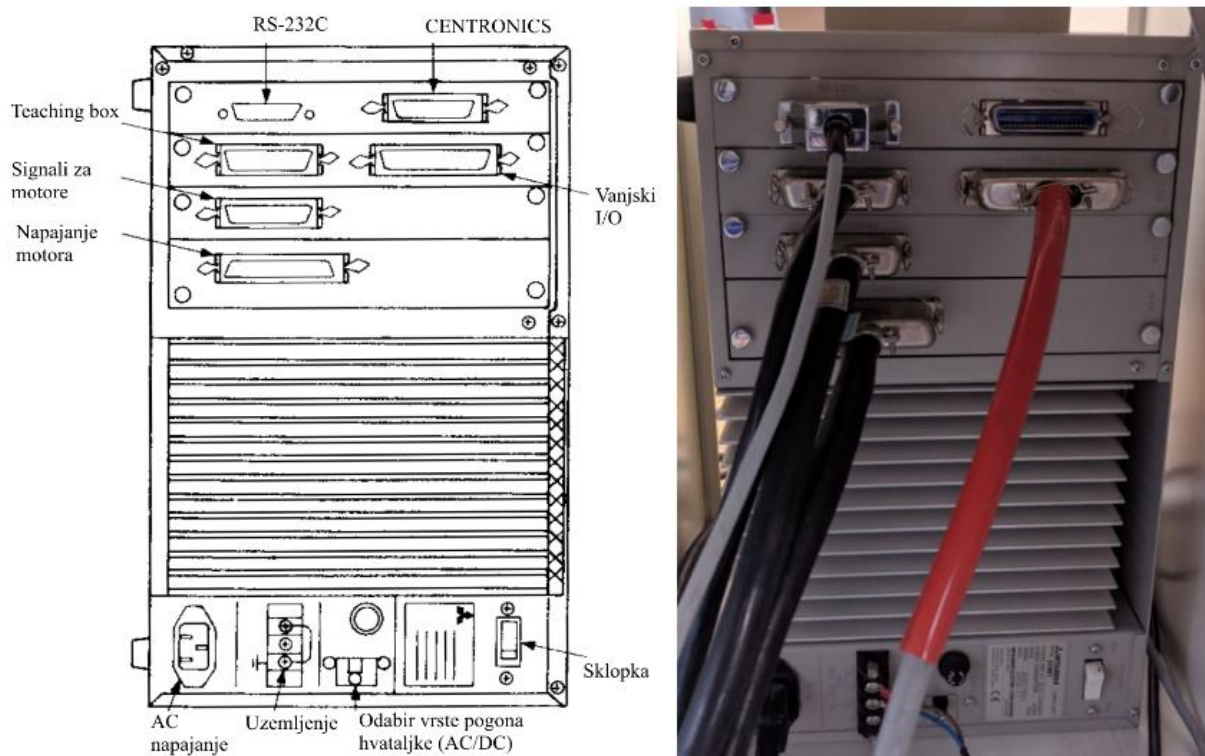 RS-232C
CENTRONICS
Teaching box
Signali za
motore
Vanjski
I/O
Napajanje
motora
Sklopka
AC
napajanje
Uzemljenje
Odabir vrste pogona
hvataljke (AC/DC)